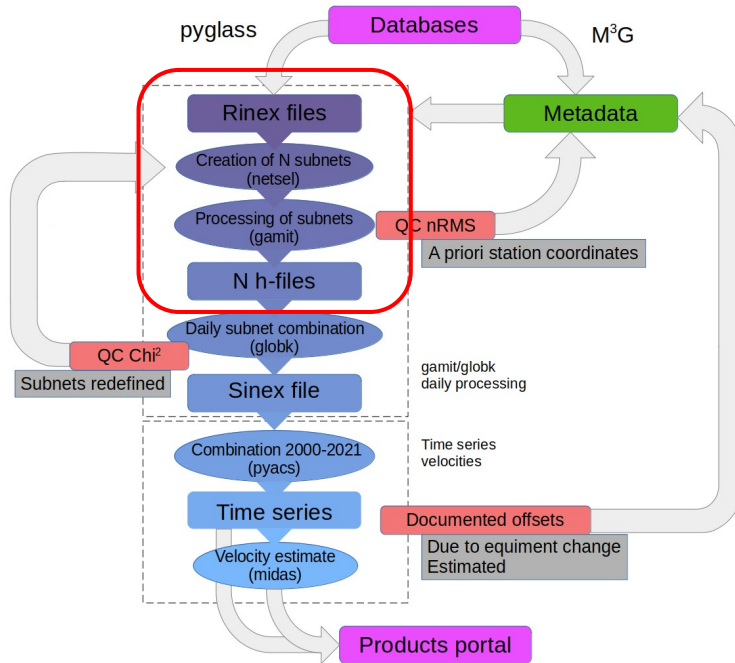 pyglass
Databases
M³G
Rinex files
Metadata
Creation of N subnets
(netsel)
Processing of subnets
(gamit)
QC nRMS
A priori station coordinates
N h-files
Daily subnet combination
(globk)
QC Chi²
Subnets redefined
gamit/globk
daily processing
Sinex file
Combination 2000-2021
(pyacs)
Time series
velocities
Time series
Documented offsets
Due to equiment change
Estimated
Velocity estimate
(midas)
Products portal